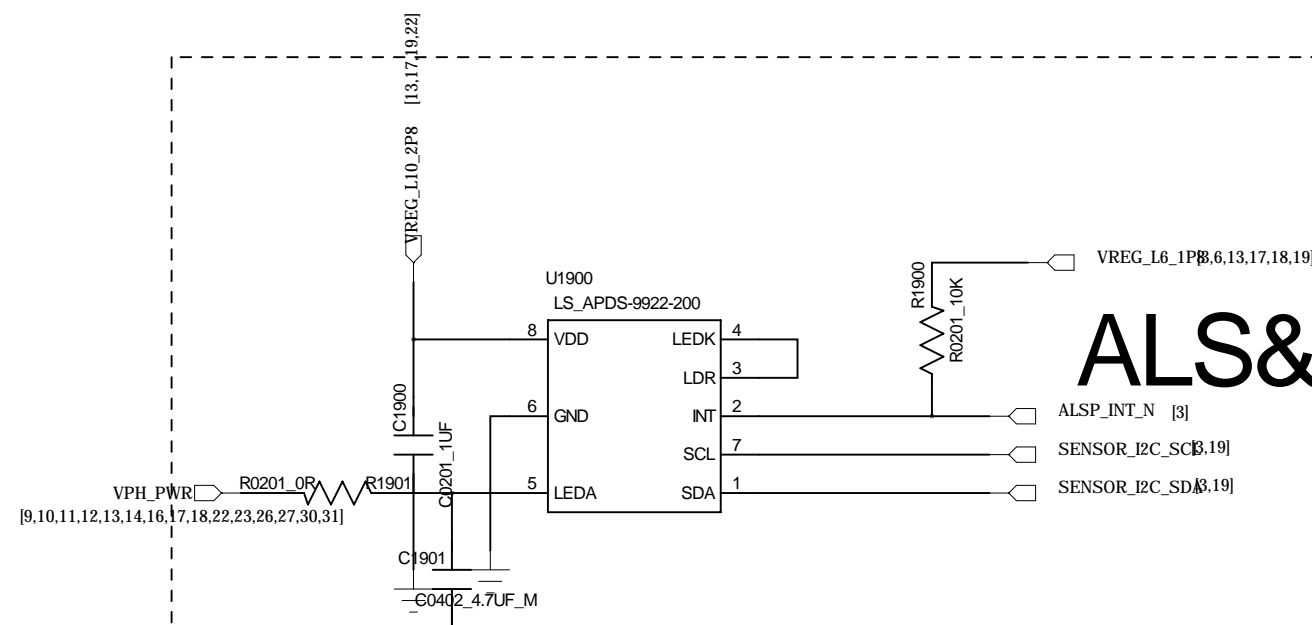 [13,17,19,22]
VREG_L10_2P8
U1900
LS_APDS-9922-200
8 VDD
LEDK 4
LDR 3
6 GND
INT 2
SCL 7
5 LEDA
SDA 1
C1900
C0201_1UF
R1900
R0201_10K
VREG_L6_1P8 [3,6,13,17,18,19]
ALS&
ALSP_INT_N [3]
SENSOR_I2C_SCL [3,19]
SENSOR_I2C_SDA [3,19]
VPH_PWR
R0201_0R
R1901
[9,10,11,12,13,14,16,17,18,22,23,26,27,30,31]
C1901
C0402_4.7UF_M